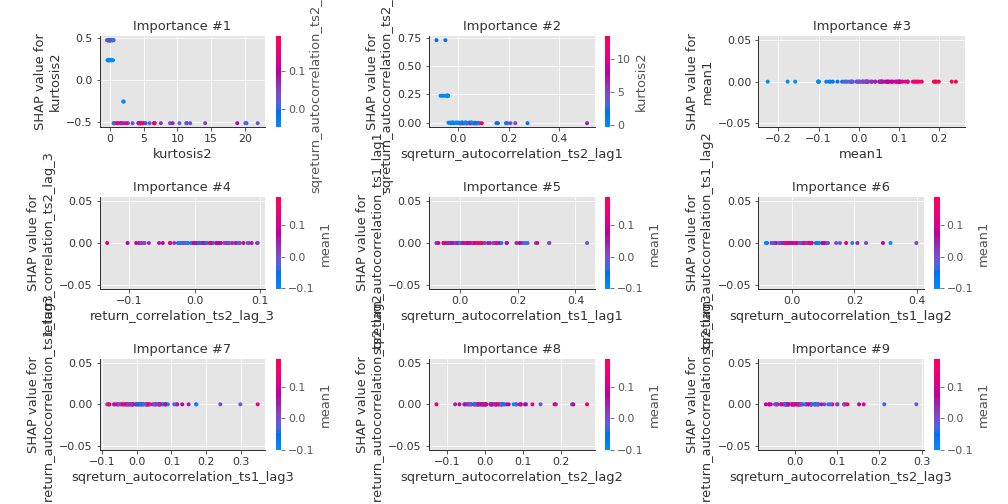 Importance #1
SHAP value for
kurtosis2
0.5
0.0
−0.5
0
5
10
15
20
kurtosis2
0.1
0.0
Importance #2
0.75
0.50
0.25
0.00
0.0
0.2
0.4
sqreturn_autocorrelation_ts2_lag1
10
5
0
kurtosis2
Importance #3
SHAP value for
mean1
0.05
0.00
−0.05
−0.2
−0.1
0.0
0.1
0.2
mean1
Importance #4
SHAP value for
0.05
0.00
−0.05
−0.1
0.0
0.1
return_correlation_ts2_lag_3
0.1
0.0
−0.1
mean1
Importance #5
SHAP value for
0.05
0.00
−0.05
0.0
0.2
0.4
sqreturn_autocorrelation_ts1_lag1
0.1
0.0
−0.1
mean1
Importance #6
SHAP value for
0.05
0.00
−0.05
0.0
0.2
0.4
sqreturn_autocorrelation_ts1_lag2
0.1
0.0
−0.1
mean1
Importance #7
SHAP value for
0.05
0.00
−0.05
−0.1
0.0
0.1
0.2
0.3
sqreturn_autocorrelation_ts1_lag3
0.1
0.0
−0.1
mean1
Importance #8
SHAP value for
0.05
0.00
−0.05
−0.1
0.0
0.1
0.2
sqreturn_autocorrelation_ts2_lag2
0.1
0.0
−0.1
mean1
Importance #9
SHAP value for
0.05
0.00
−0.05
0.0
0.1
0.2
0.3
sqreturn_autocorrelation_ts2_lag3
0.1
0.0
−0.1
mean1